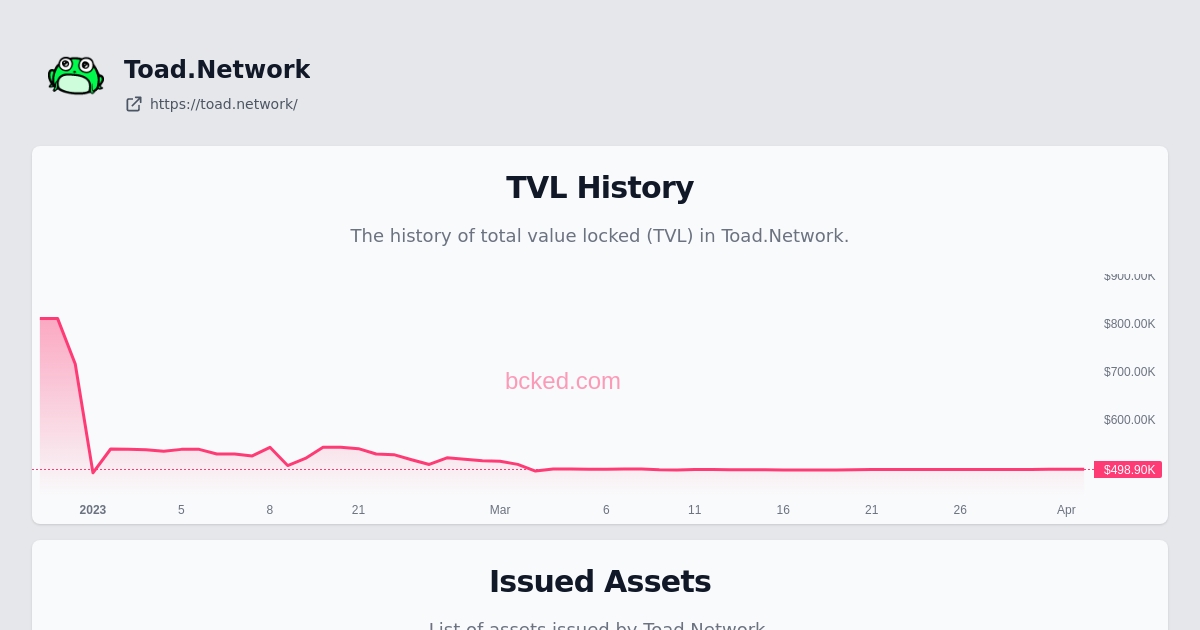 Toad.Network
https://toad.network/
TVL History
The history of total value locked (TVL) in Toad.Network.
$900.00K
$800.00K
$700.00K
$600.00K
bcked.com
$498.90K
2023 5 8 21 Mar 6 11 16 21 26 Apr
Issued Assets
List of assets issued by Toad.Network.